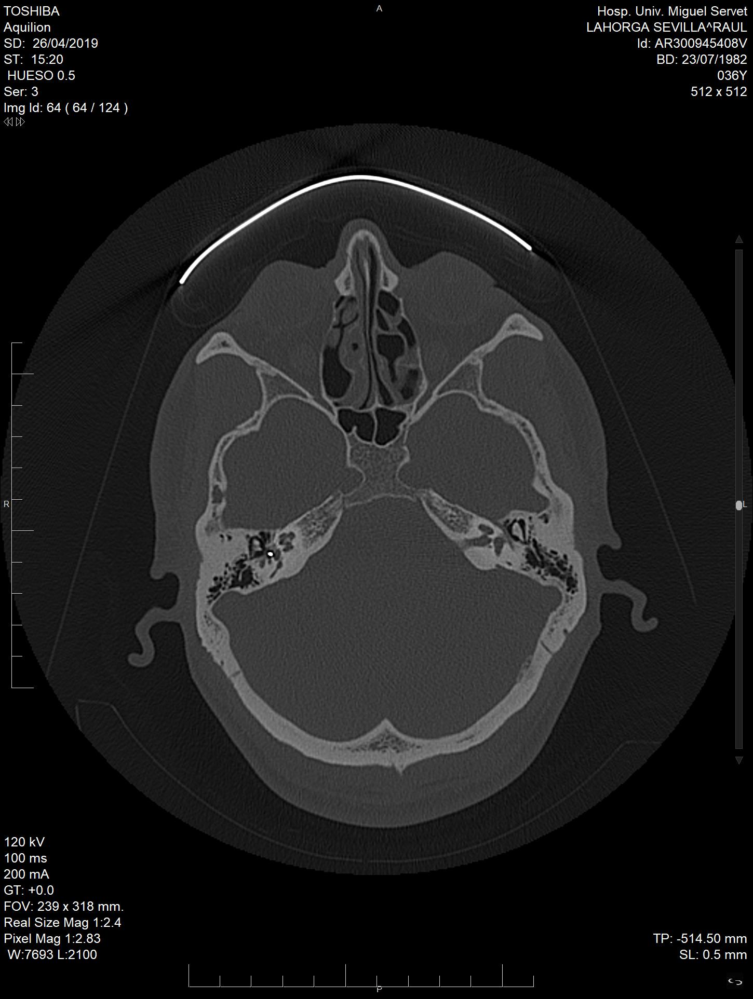 TOSHIBA
Aquilion
SD: 26/04/2019
ST: 15:20
HUESO 0.5
Ser: 3
Img Id: 64 ( 64 / 124 )
A
Hosp. Univ. Miguel Servet
LAHORGA SEVILLA^RAUL
Id: AR300945408V
BD: 23/07/1982
036Y
512 x 512
R
L
120 kV
100 ms
200 mA
GT: +0.0
FOV: 239 x 318 mm.
Real Size Mag 1:2.4
Pixel Mag 1:2.83
W:7693 L:2100
P
TP: -514.50 mm
SL: 0.5 mm